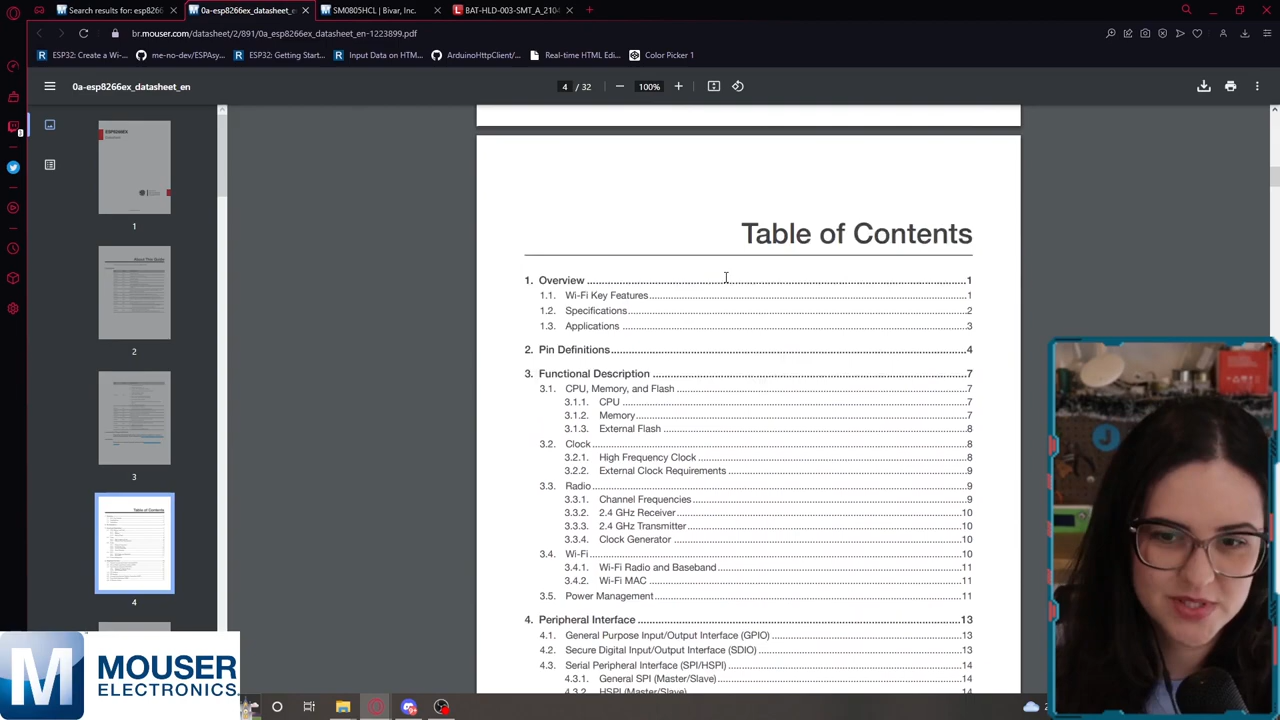 Search results for: esp826
0a-esp8266ex_datasheet_en
SM0805HCL | Bivar, Inc.
BAT-HLD-003-SMT_A_2104
br.mouser.com/datasheet/2/891/0a_esp8266ex_datasheet_en-1223899.pdf
ESP32: Create a Wi-...
me-no-dev/ESPAsy...
ESP32: Getting Start...
Input Data on HTM...
ArduinoHttpClient/...
Real-time HTML Edi...
Color Picker 1
0a-esp8266ex_datasheet_en
4 / 32
100%
1
2
3
4
Table of Contents
1. Overview 1
1.1. Wi-Fi Key Features 1
1.2. Specifications 2
1.3. Applications 3
2. Pin Definitions 4
3. Functional Description 7
3.1. CPU, Memory, and Flash 7
3.1.1. CPU 7
3.1.2. Memory 7
3.1.3. External Flash 8
3.2. Clock 8
3.2.1. High Frequency Clock 8
3.2.2. External Clock Requirements 9
3.3. Radio 9
3.3.1. Channel Frequencies 9
3.3.2. 2.4 GHz Receiver 10
3.3.3. 2.4 GHz Transmitter 10
3.3.4. Clock Generator 10
3.4. Wi-Fi 10
3.4.1. Wi-Fi Radio and Baseband 11
3.4.2. Wi-Fi MAC 11
3.5. Power Management 11
4. Peripheral Interface 13
4.1. General Purpose Input/Output Interface (GPIO) 13
4.2. Secure Digital Input/Output Interface (SDIO) 13
4.3. Serial Peripheral Interface (SPI/HSPI) 14
4.3.1. General SPI (Master/Slave) 14
4.3.2. HSPI (Master/Slave) 14
M
MOUSER
ELECTRONICS